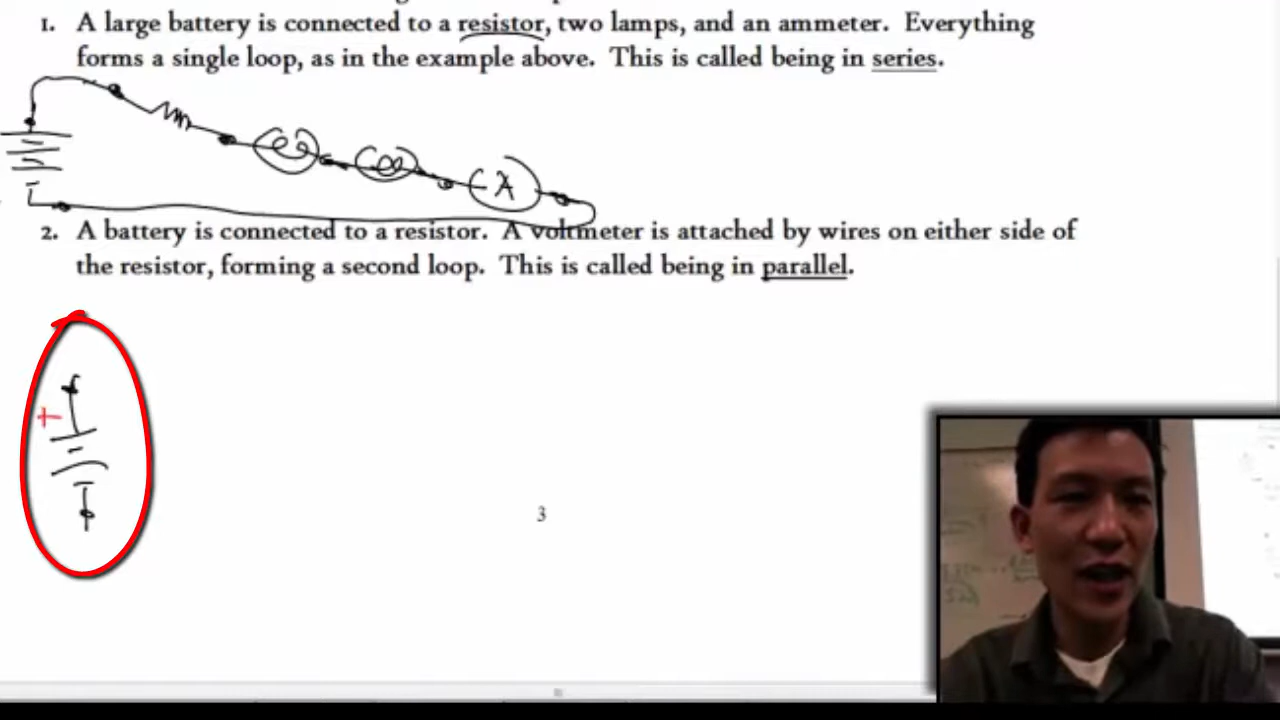 1. A large battery is connected to a resistor, two lamps, and an ammeter. Everything
forms a single loop, as in the example above. This is called being in series.
A
2. A battery is connected to a resistor. A voltmeter is attached by wires on either side of
the resistor, forming a second loop. This is called being in parallel.
+
3